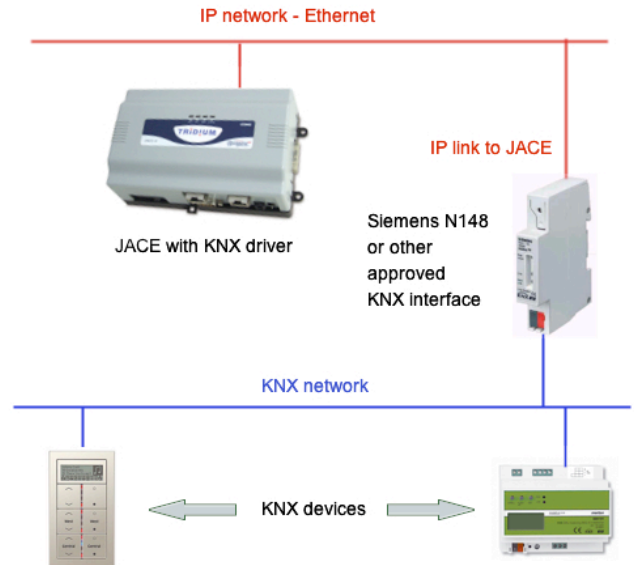 IP network - Ethernet
TRIDIUM
IP link to JACE
JACE with KNX driver
Siemens N148
or other
approved
KNX interface
KNX network
KNX devices